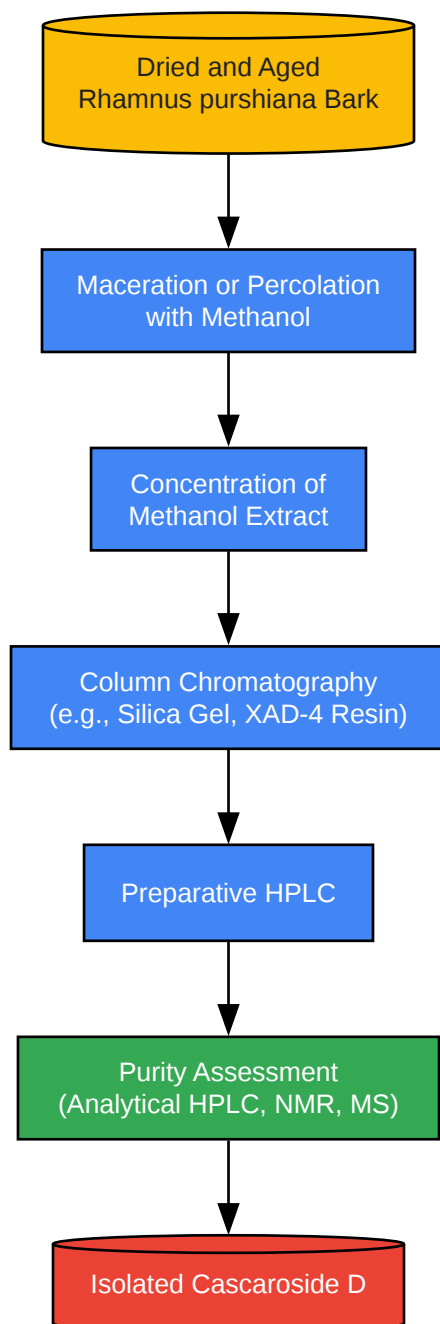 Dried and Aged
Rhamnus purshiana Bark
Maceration or Percolation
with Methanol
Concentration of
Methanol Extract
Column Chromatography
(e.g., Silica Gel, XAD-4 Resin)
Preparative HPLC
Purity Assessment
(Analytical HPLC, NMR, MS)
Isolated Cascaroside D